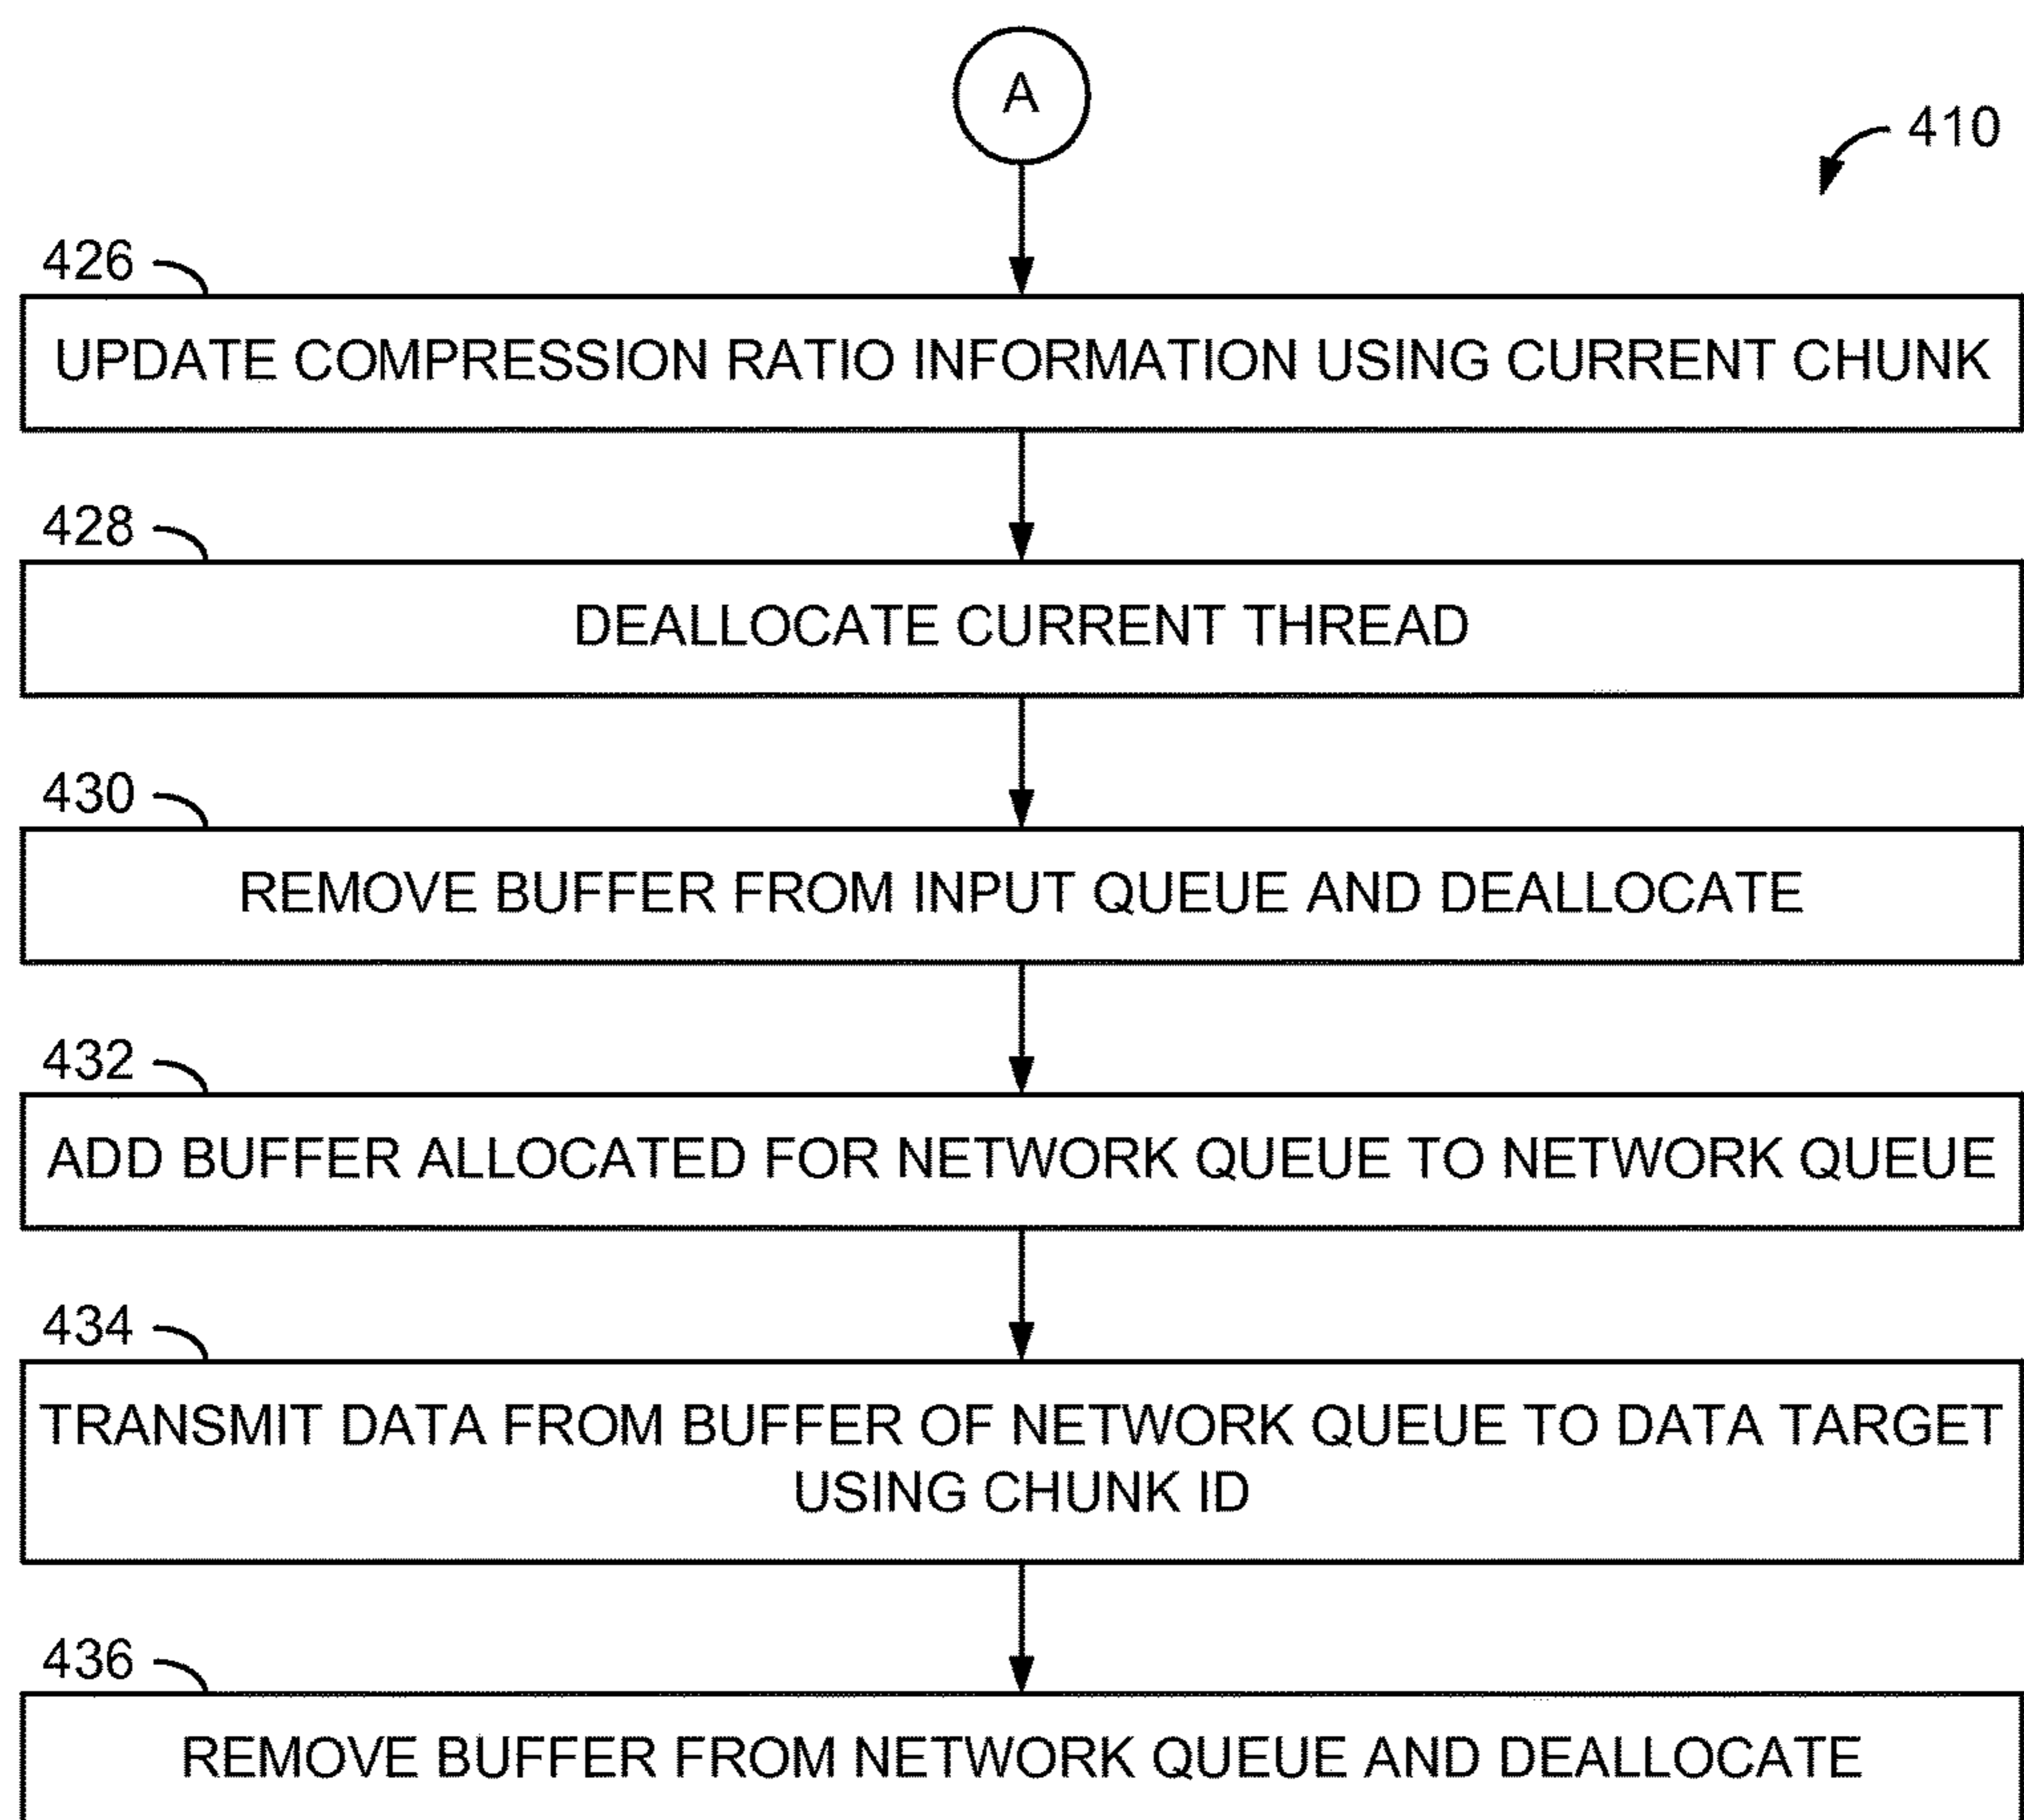 A
410
426
UPDATE COMPRESSION RATIO INFORMATION USING CURRENT CHUNK
428
DEALLOCATE CURRENT THREAD
430
REMOVE BUFFER FROM INPUT QUEUE AND DEALLOCATE
432
ADD BUFFER ALLOCATED FOR NETWORK QUEUE TO NETWORK QUEUE
434
TRANSMIT DATA FROM BUFFER OF NETWORK QUEUE TO DATA TARGET
USING CHUNK ID
436
REMOVE BUFFER FROM NETWORK QUEUE AND DEALLOCATE